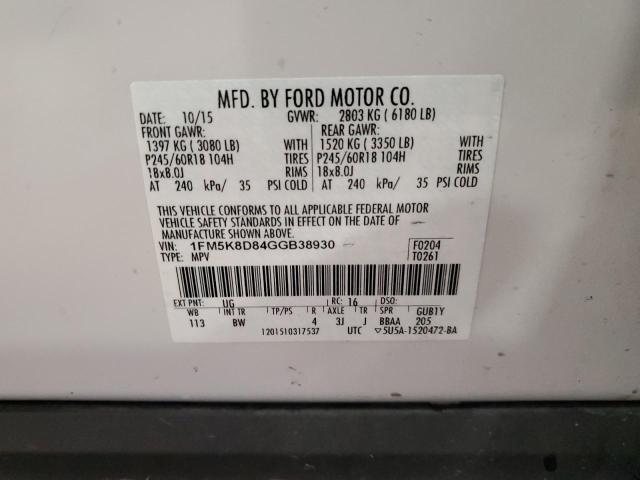 MFD. BY FORD MOTOR CO.
DATE: 10/15 GVWR: 2803 KG ( 6180 LB)
FRONT GAWR: REAR GAWR:
1397 KG ( 3080 LB) WITH 1520 KG ( 3350 LB) WITH
P245/60R18 104H TIRES P245/60R18 104H TIRES
18x8.0J RIMS 18x8.0J RIMS
AT 240 kPa/ 35 PSI COLD AT 240 kPa/ 35 PSI COLD
THIS VEHICLE CONFORMS TO ALL APPLICABLE FEDERAL MOTOR
VEHICLE SAFETY STANDARDS IN EFFECT ON THE DATE OF
MANUFACTURE SHOWN ABOVE.
VIN: 1FM5K8D84GGB38930 F0204
TYPE: MPV T0261
EXT PNT: UG RC: 16 DSO:
WB INT TR TP/PS R AXLE TR SPR GUB1Y
113 BW 4 3J J BBAA 205
1201510317537 UTC ▽5U5A-1520472-BA